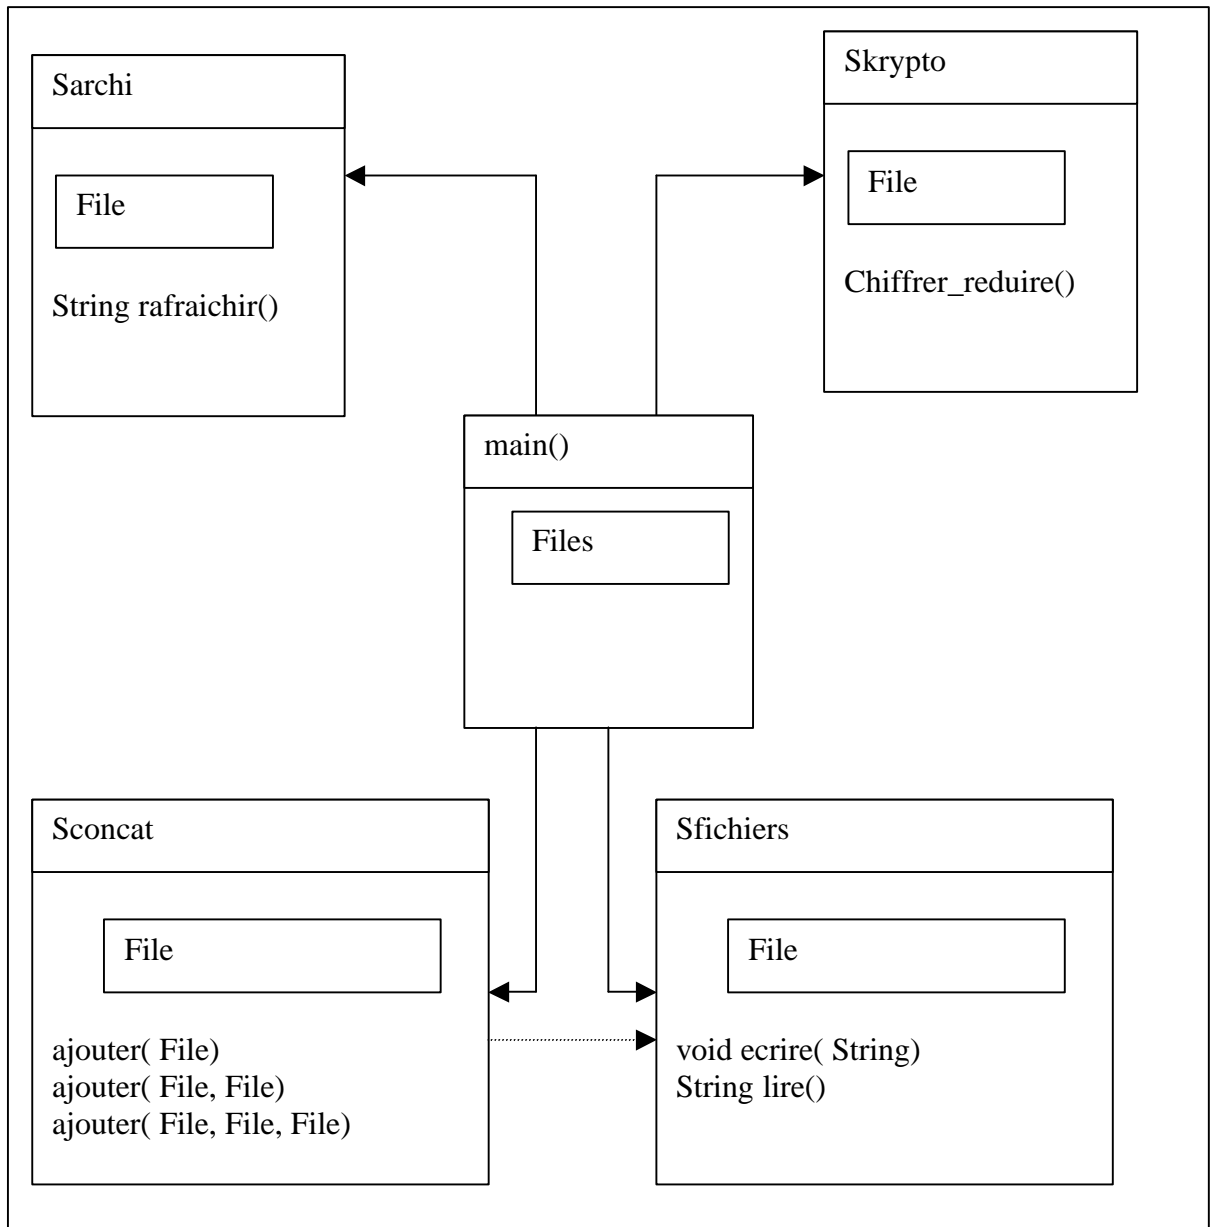 Sarchi
File
String rafraichir()
Skrypto
File
Chiffrer_reduire()
main()
Files
Sconcat
File
ajouter( File)
ajouter( File, File)
ajouter( File, File, File)
Sfichiers
File
void ecrire( String)
String lire()